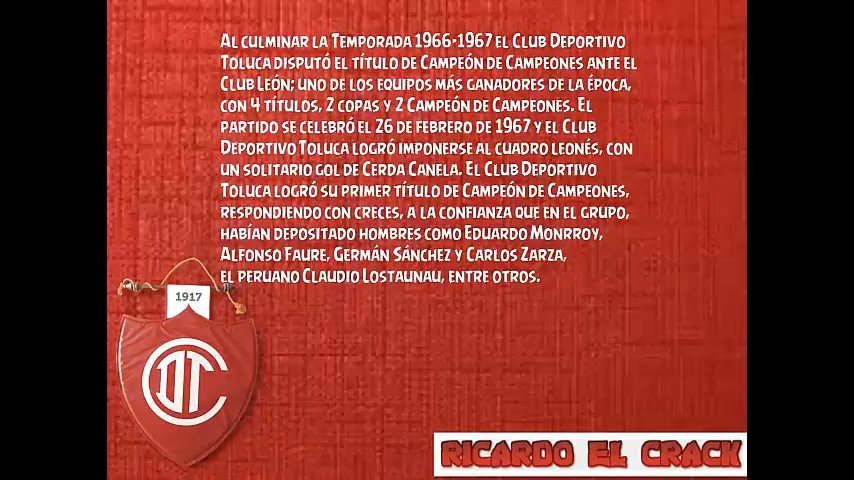 Al culminar la Temporada 1966-1967 el Club Deportivo
Toluca disputó el título de Campeón de Campeones ante el
Club León; uno de los equipos más ganadores de la época,
con 4 títulos, 2 copas y 2 Campeón de Campeones. El
partido se celebró el 26 de febrero de 1967 y el Club
Deportivo Toluca logró imponerse al cuadro leonés, con
un solitario gol de Cerda Canela. El Club Deportivo
Toluca logró su primer título de Campeón de Campeones,
respondiendo con creces, a la confianza que en el grupo,
habían depositado hombres como Eduardo Monrroy,
Alfonso Faure, Germán Sánchez y Carlos Zarza,
el peruano Claudio Lostaunau, entre otros.
1917
DTC
RICARDO EL CRACK